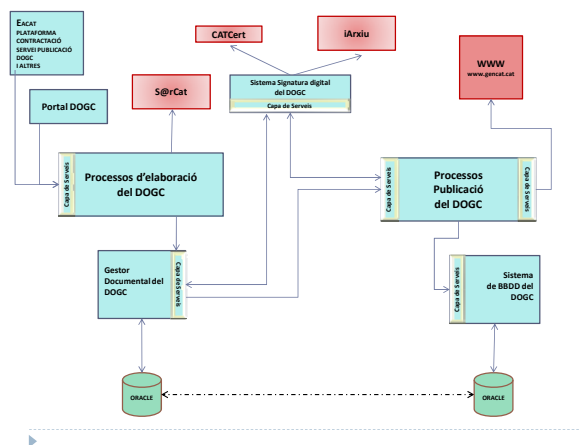 EACAT
PLATAFORMA
CONTRACTACIÓ
SERVEI PUBLICACIÓ
DOGC
I ALTRES
Portal DOGC
S@rCat
CATCert
iArxiu
Sistema Signatura digital
del DOGC
Capa de Serveis
WWW
www.gencat.cat
Capa de Serveis
Processos d'elaboració
del DOGC
Capa de Serveis
Processos
Publicació
del DOGC
Capa de Serveis
Gestor
Documental del
DOGC
Capa de Serveis
Capa de Serveis
Sistema
de BBDD del
DOGC
ORACLE
ORACLE